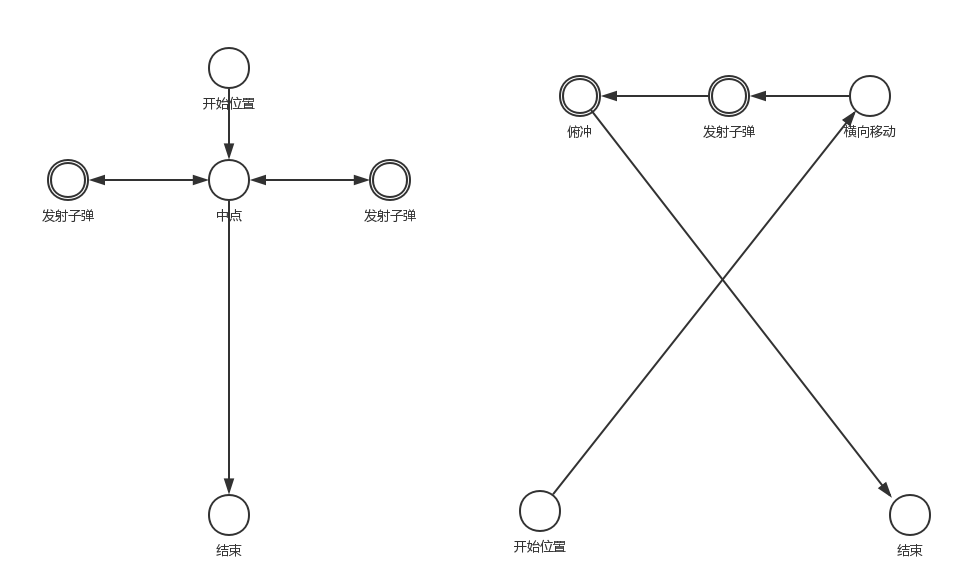 开始位置
发射子弹
中点
发射子弹
结束
俯冲
发射子弹
横向移动
开始位置
结束